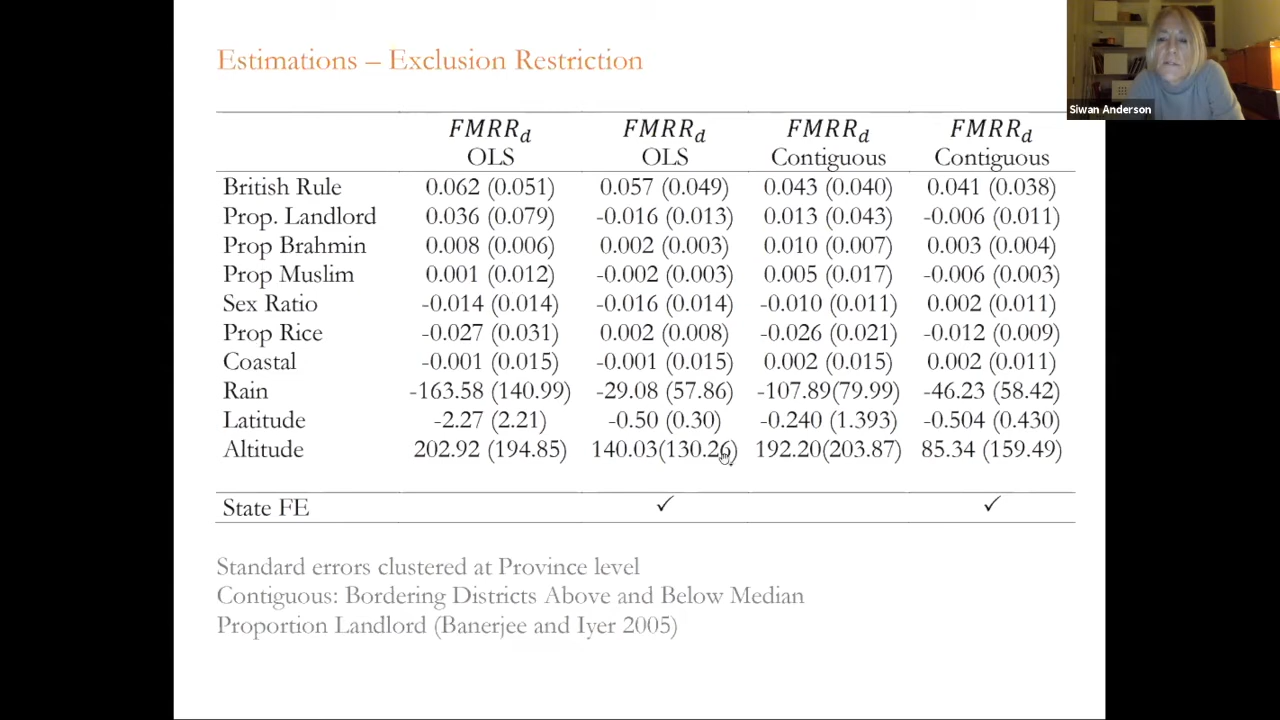 Estimations – Exclusion Restriction
Siwan Anderson
FMRR_d FMRR_d FMRR_d FMRR_d
OLS OLS Contiguous Contiguous
British Rule 0.062 (0.051) 0.057 (0.049) 0.043 (0.040) 0.041 (0.038)
Prop. Landlord 0.036 (0.079) -0.016 (0.013) 0.013 (0.043) -0.006 (0.011)
Prop Brahmin 0.008 (0.006) 0.002 (0.003) 0.010 (0.007) 0.003 (0.004)
Prop Muslim 0.001 (0.012) -0.002 (0.003) 0.005 (0.017) -0.006 (0.003)
Sex Ratio -0.014 (0.014) -0.016 (0.014) -0.010 (0.011) 0.002 (0.011)
Prop Rice -0.027 (0.031) 0.002 (0.008) -0.026 (0.021) -0.012 (0.009)
Coastal -0.001 (0.015) -0.001 (0.015) 0.002 (0.015) 0.002 (0.011)
Rain -163.58 (140.99) -29.08 (57.86) -107.89(79.99) -46.23 (58.42)
Latitude -2.27 (2.21) -0.50 (0.30) -0.240 (1.393) -0.504 (0.430)
Altitude 202.92 (194.85) 140.03(130.26) 192.20(203.87) 85.34 (159.49)
State FE ✓ ✓
Standard errors clustered at Province level
Contiguous: Bordering Districts Above and Below Median
Proportion Landlord (Banerjee and Iyer 2005)